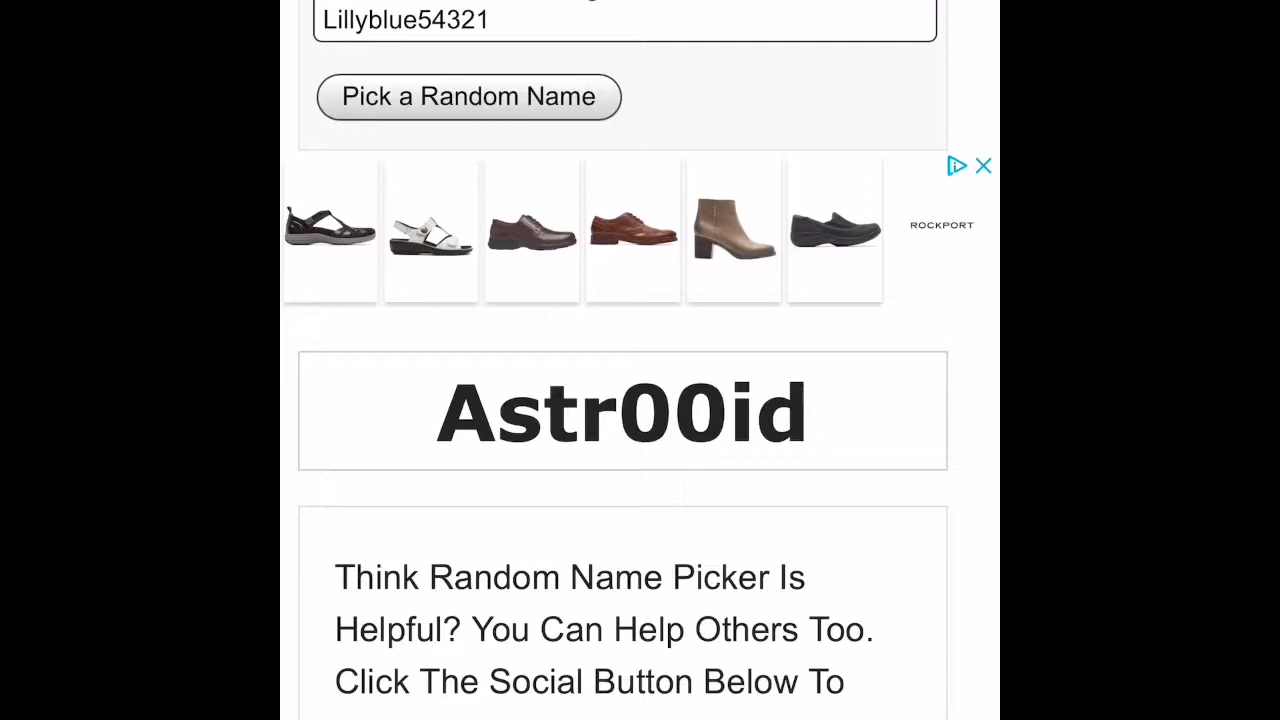 Lillyblue54321
Pick a Random Name
ROCKPORT
Astr00id
Think Random Name Picker Is
Helpful? You Can Help Others Too.
Click The Social Button Below To